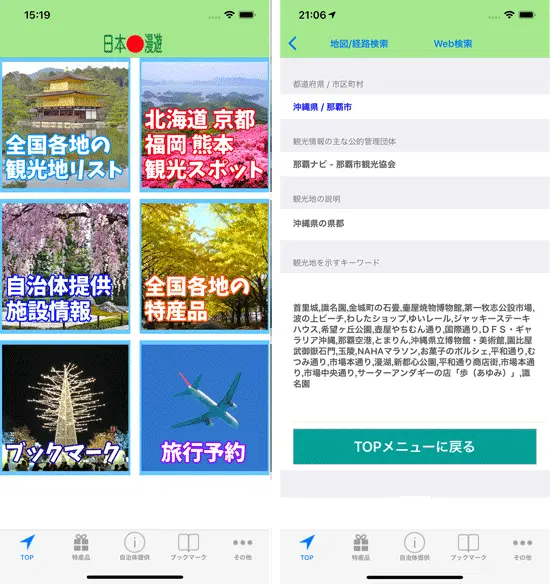 15:19
日本●漫遊
全国各地の
観光地リスト
北海道 京都
福岡 熊本
観光スポット
自治体提供
施設情報
全国各地の
特産品
ブックマーク
旅行予約
TOP
特産品
自治体提供
ブックマーク
その他
21:06
地図/経路検索
Web検索
都道府県 / 市区町村
沖縄県 / 那覇市
観光情報の主な公的管理団体
那覇ナビ - 那覇市観光協会
観光地の説明
沖縄県の県都
観光地を示すキーワード
首里城,識名園,金城町の石畳,壷屋焼物博物館,第一牧志公設市場,
波の上ビーチ,わしたショップ,ゆいレール,ジャッキーステーキ
ハウス,希望ヶ丘公園,壺屋やちむん通り,国際通り,ＤＦＳ・ギャ
ラリア沖縄,那覇空港,とまりん,沖縄県立博物館・美術館,園比屋
武御嶽石門,玉陵,NAHAマラソン,お菓子のポルシェ,平和通り,む
つみ通り,市場本通り,漫湖,新都心公園,平和通り商店街,市場本通
り,市場中央通り,サーターアンダギーの店「歩（あゆみ）」,識
名園
TOPメニューに戻る
TOP
特産品
自治体提供
ブックマーク
その他